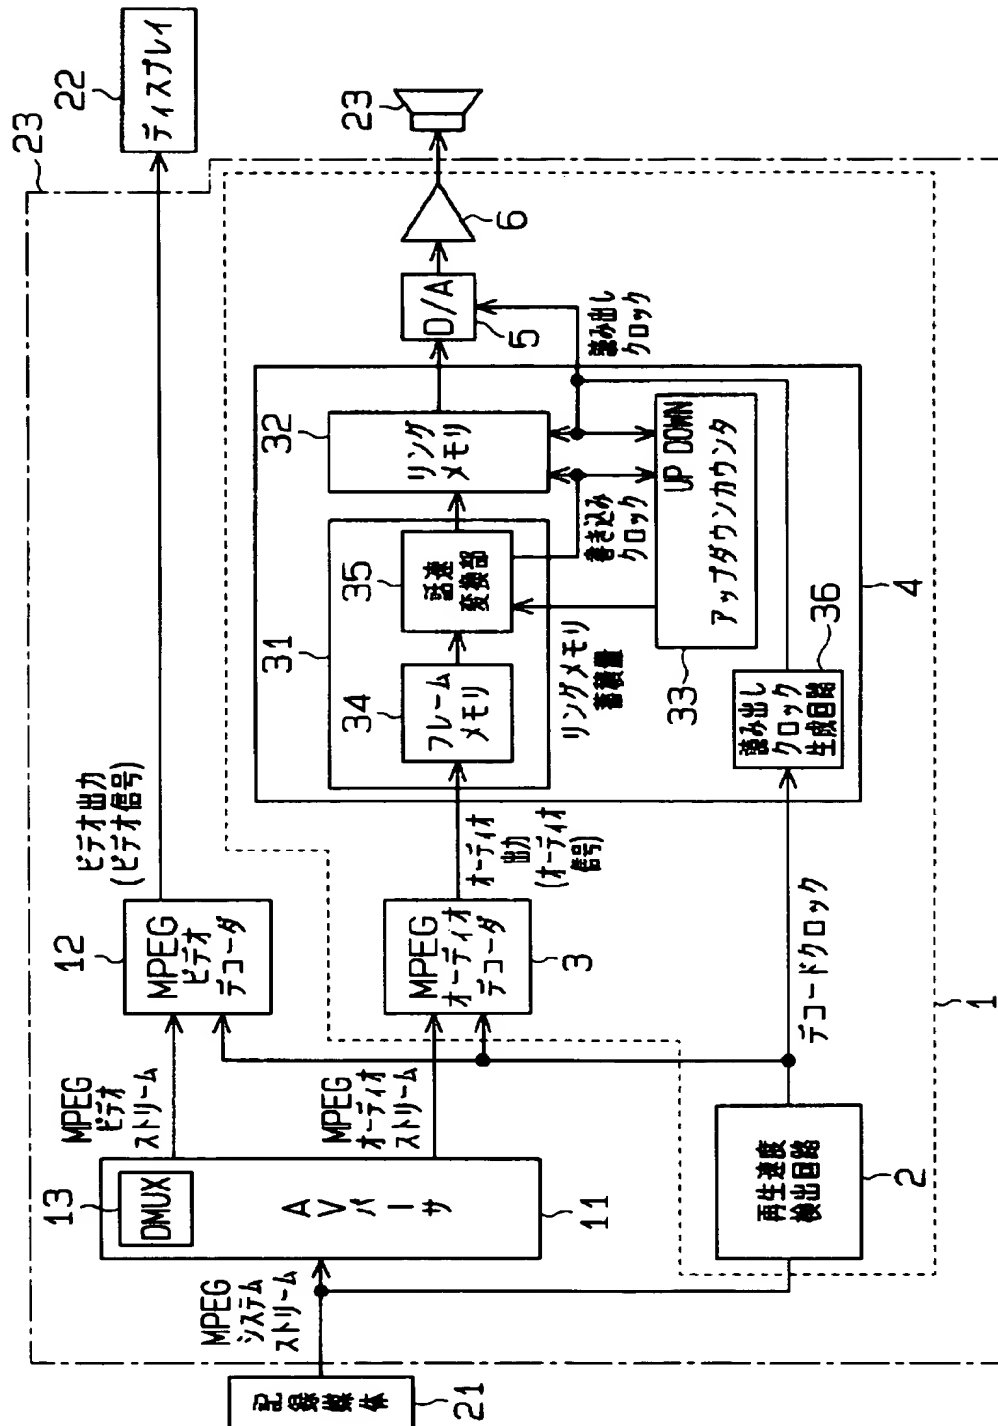 記録媒体
21
MPEG
システム
ストリーム
13
DMUX
AVパーサ
11
MPEG
ビデオ
ストリーム
MPEG
オーディオ
ストリーム
再生速度
検出回路
2
12
MPEG
ビデオ
デコーダ
MPEG
オーディオ
デコーダ
3
デコードクロック
1
ビデオ出力
(ビデオ信号)
オーディオ
出力
(オーディオ
信号)
31
34
フレーム
メモリ
35
話速
変換部
32
リング
メモリ
リングメモリ
蓄積量
書き込み
クロック
33
UP DOWN
アップダウンカウンタ
読み出し
クロック
生成回路
36
4
読み出し
クロック
D/A
5
6
23
23
22
ディスプレイ